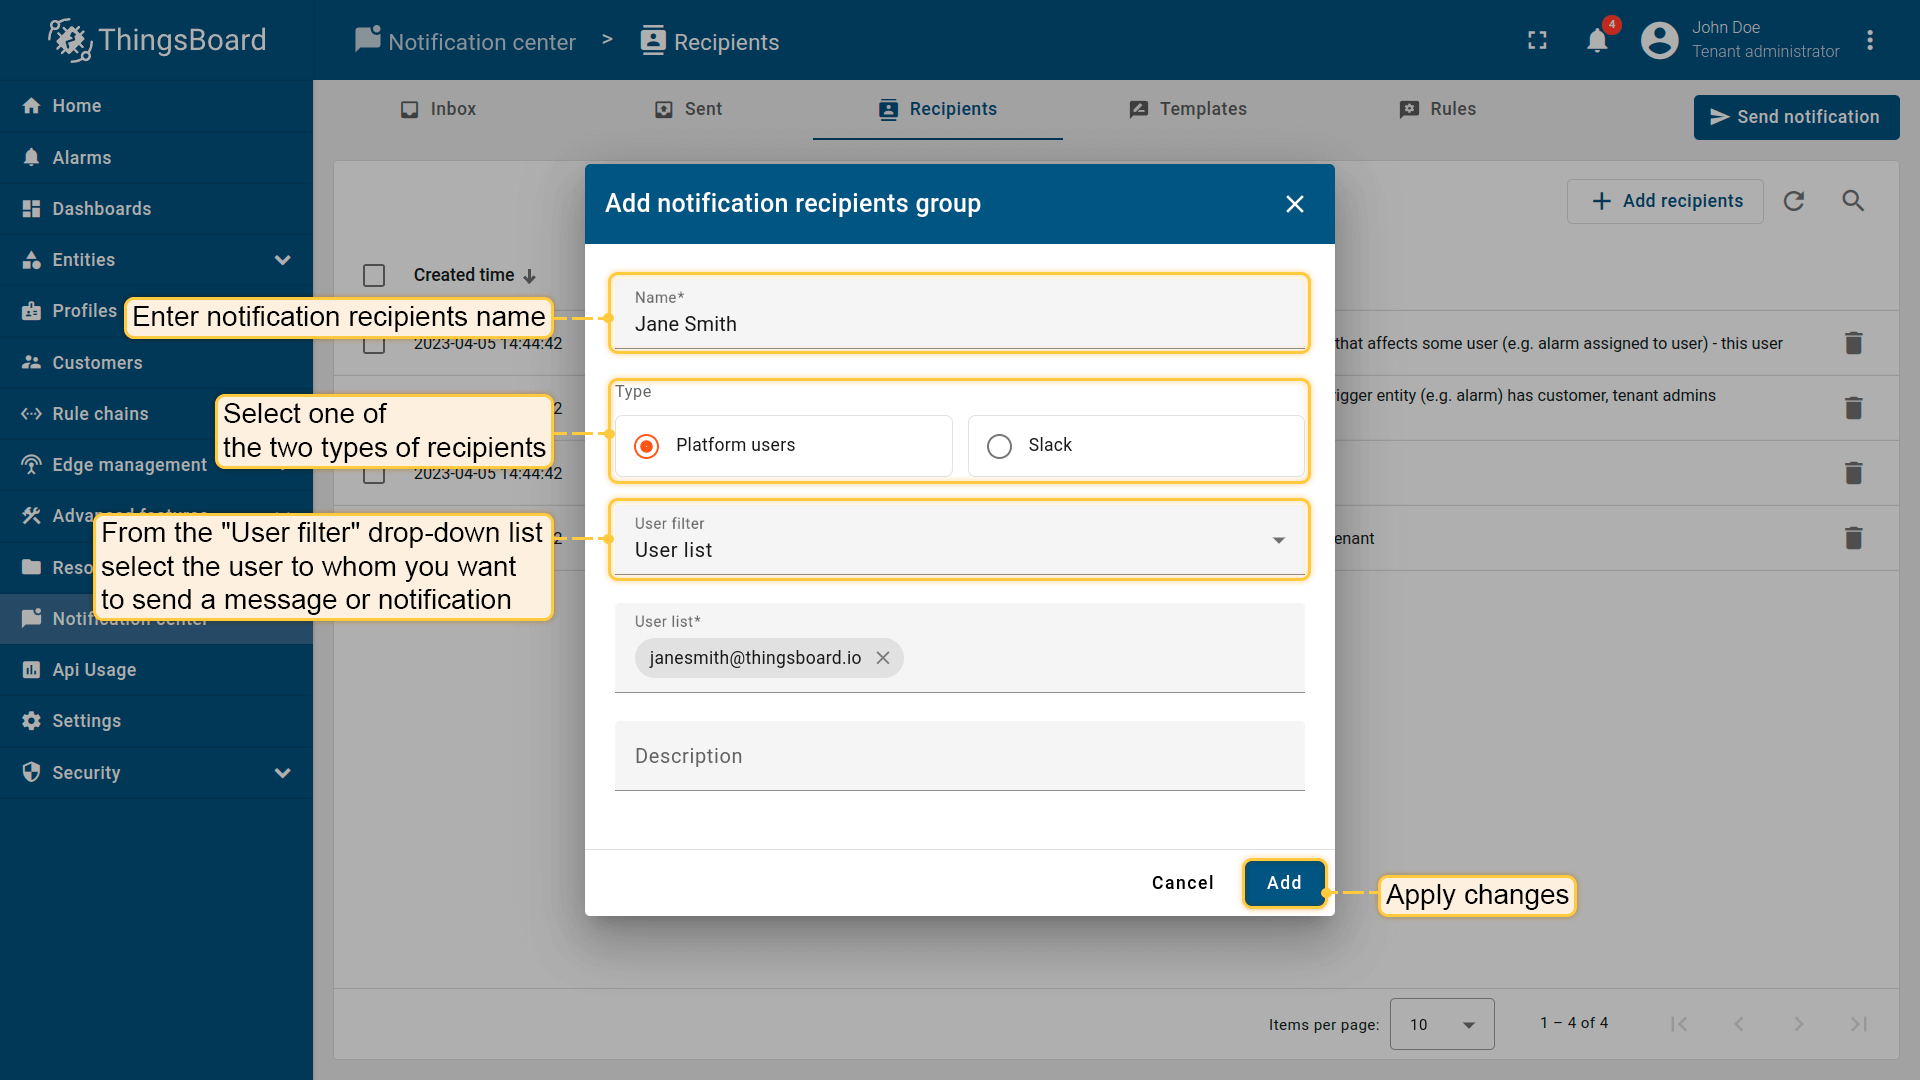 ThingsBoard
Notification center > Recipients
4
John Doe
Tenant administrator
Home
Alarms
Dashboards
Entities
Profiles
Customers
Rule chains
Edge management
Advanced features
Notification center
Api Usage
Settings
Security
Inbox
Sent
Recipients
Templates
Rules
Send notification
Add recipients
Created time
2023-04-05 14:44:42
that affects some user (e.g. alarm assigned to user) - this user
2
igger entity (e.g. alarm) has customer, tenant admins
2023-04-05 14:44:42
2
enant
Add notification recipients group
Name*
Jane Smith
Type
Platform users
Slack
User filter
User list
User list*
janesmith@thingsboard.io
Description
Cancel
Add
Enter notification recipients name
Select one of
the two types of recipients
From the "User filter" drop-down list
select the user to whom you want
to send a message or notification
Apply changes
Items per page:
10
1 – 4 of 4